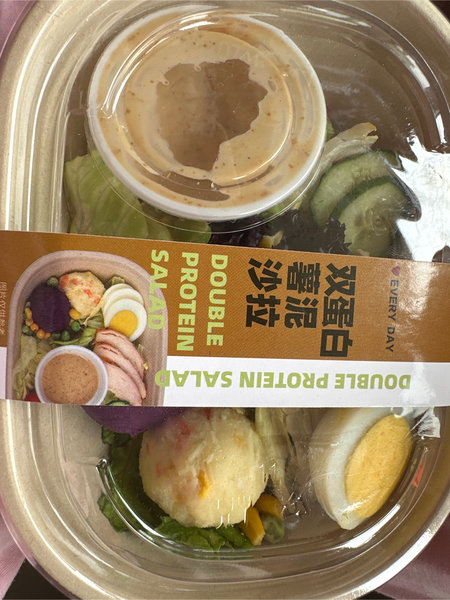 EVERY DAY
双蛋白
薯泥
沙拉
DOUBLE
PROTEIN
SALAD
DOUBLE PROTEIN SALAD